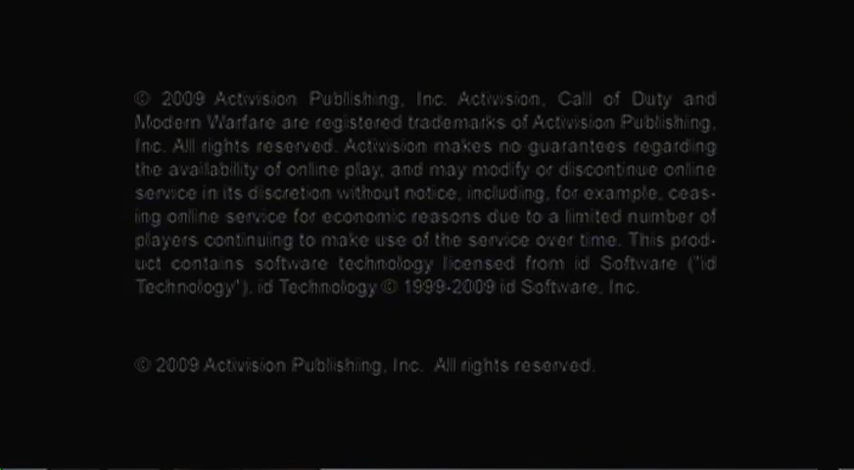 © 2009 Activision Publishing, Inc. Activision, Call of Duty and
Modern Warfare are registered trademarks of Activision Publishing,
Inc. All rights reserved. Activision makes no guarantees regarding
the availability of online play, and may modify or discontinue online
service in its discretion without notice, including, for example, ceas-
ing online service for economic reasons due to a limited number of
players continuing to make use of the service over time. This prod-
uct contains software technology licensed from id Software ("id
Technology"). id Technology © 1999-2009 id Software, Inc.
© 2009 Activision Publishing, Inc. All rights reserved.